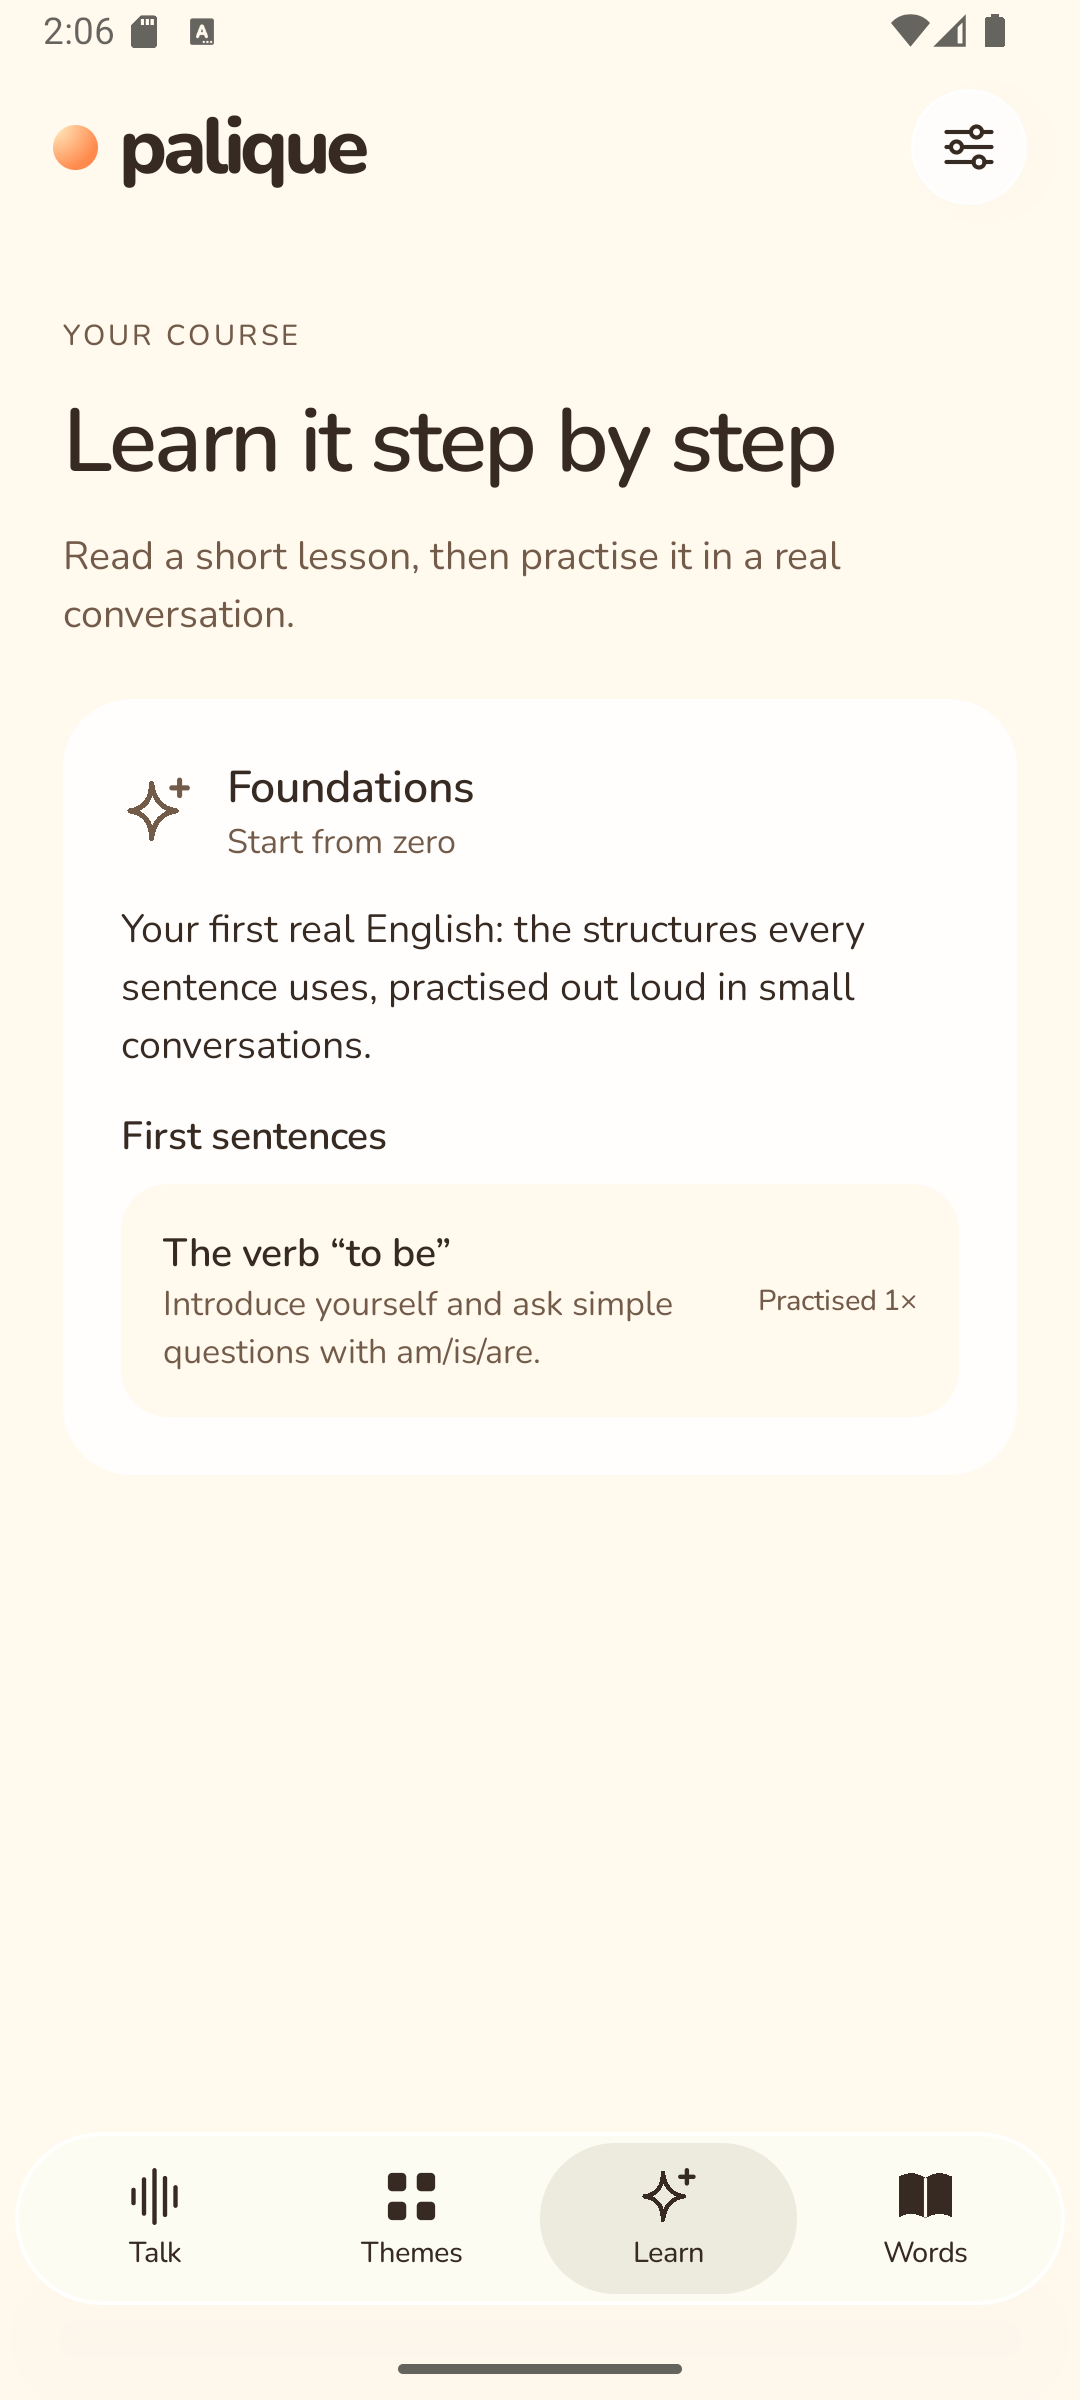 2:06
palique
YOUR COURSE
Learn it step by step
Read a short lesson, then practise it in a real
conversation.
Foundations
Start from zero
Your first real English: the structures every
sentence uses, practised out loud in small
conversations.
First sentences
The verb “to be”
Introduce yourself and ask simple
questions with am/is/are.
Practised 1×
Talk
Themes
Learn
Words